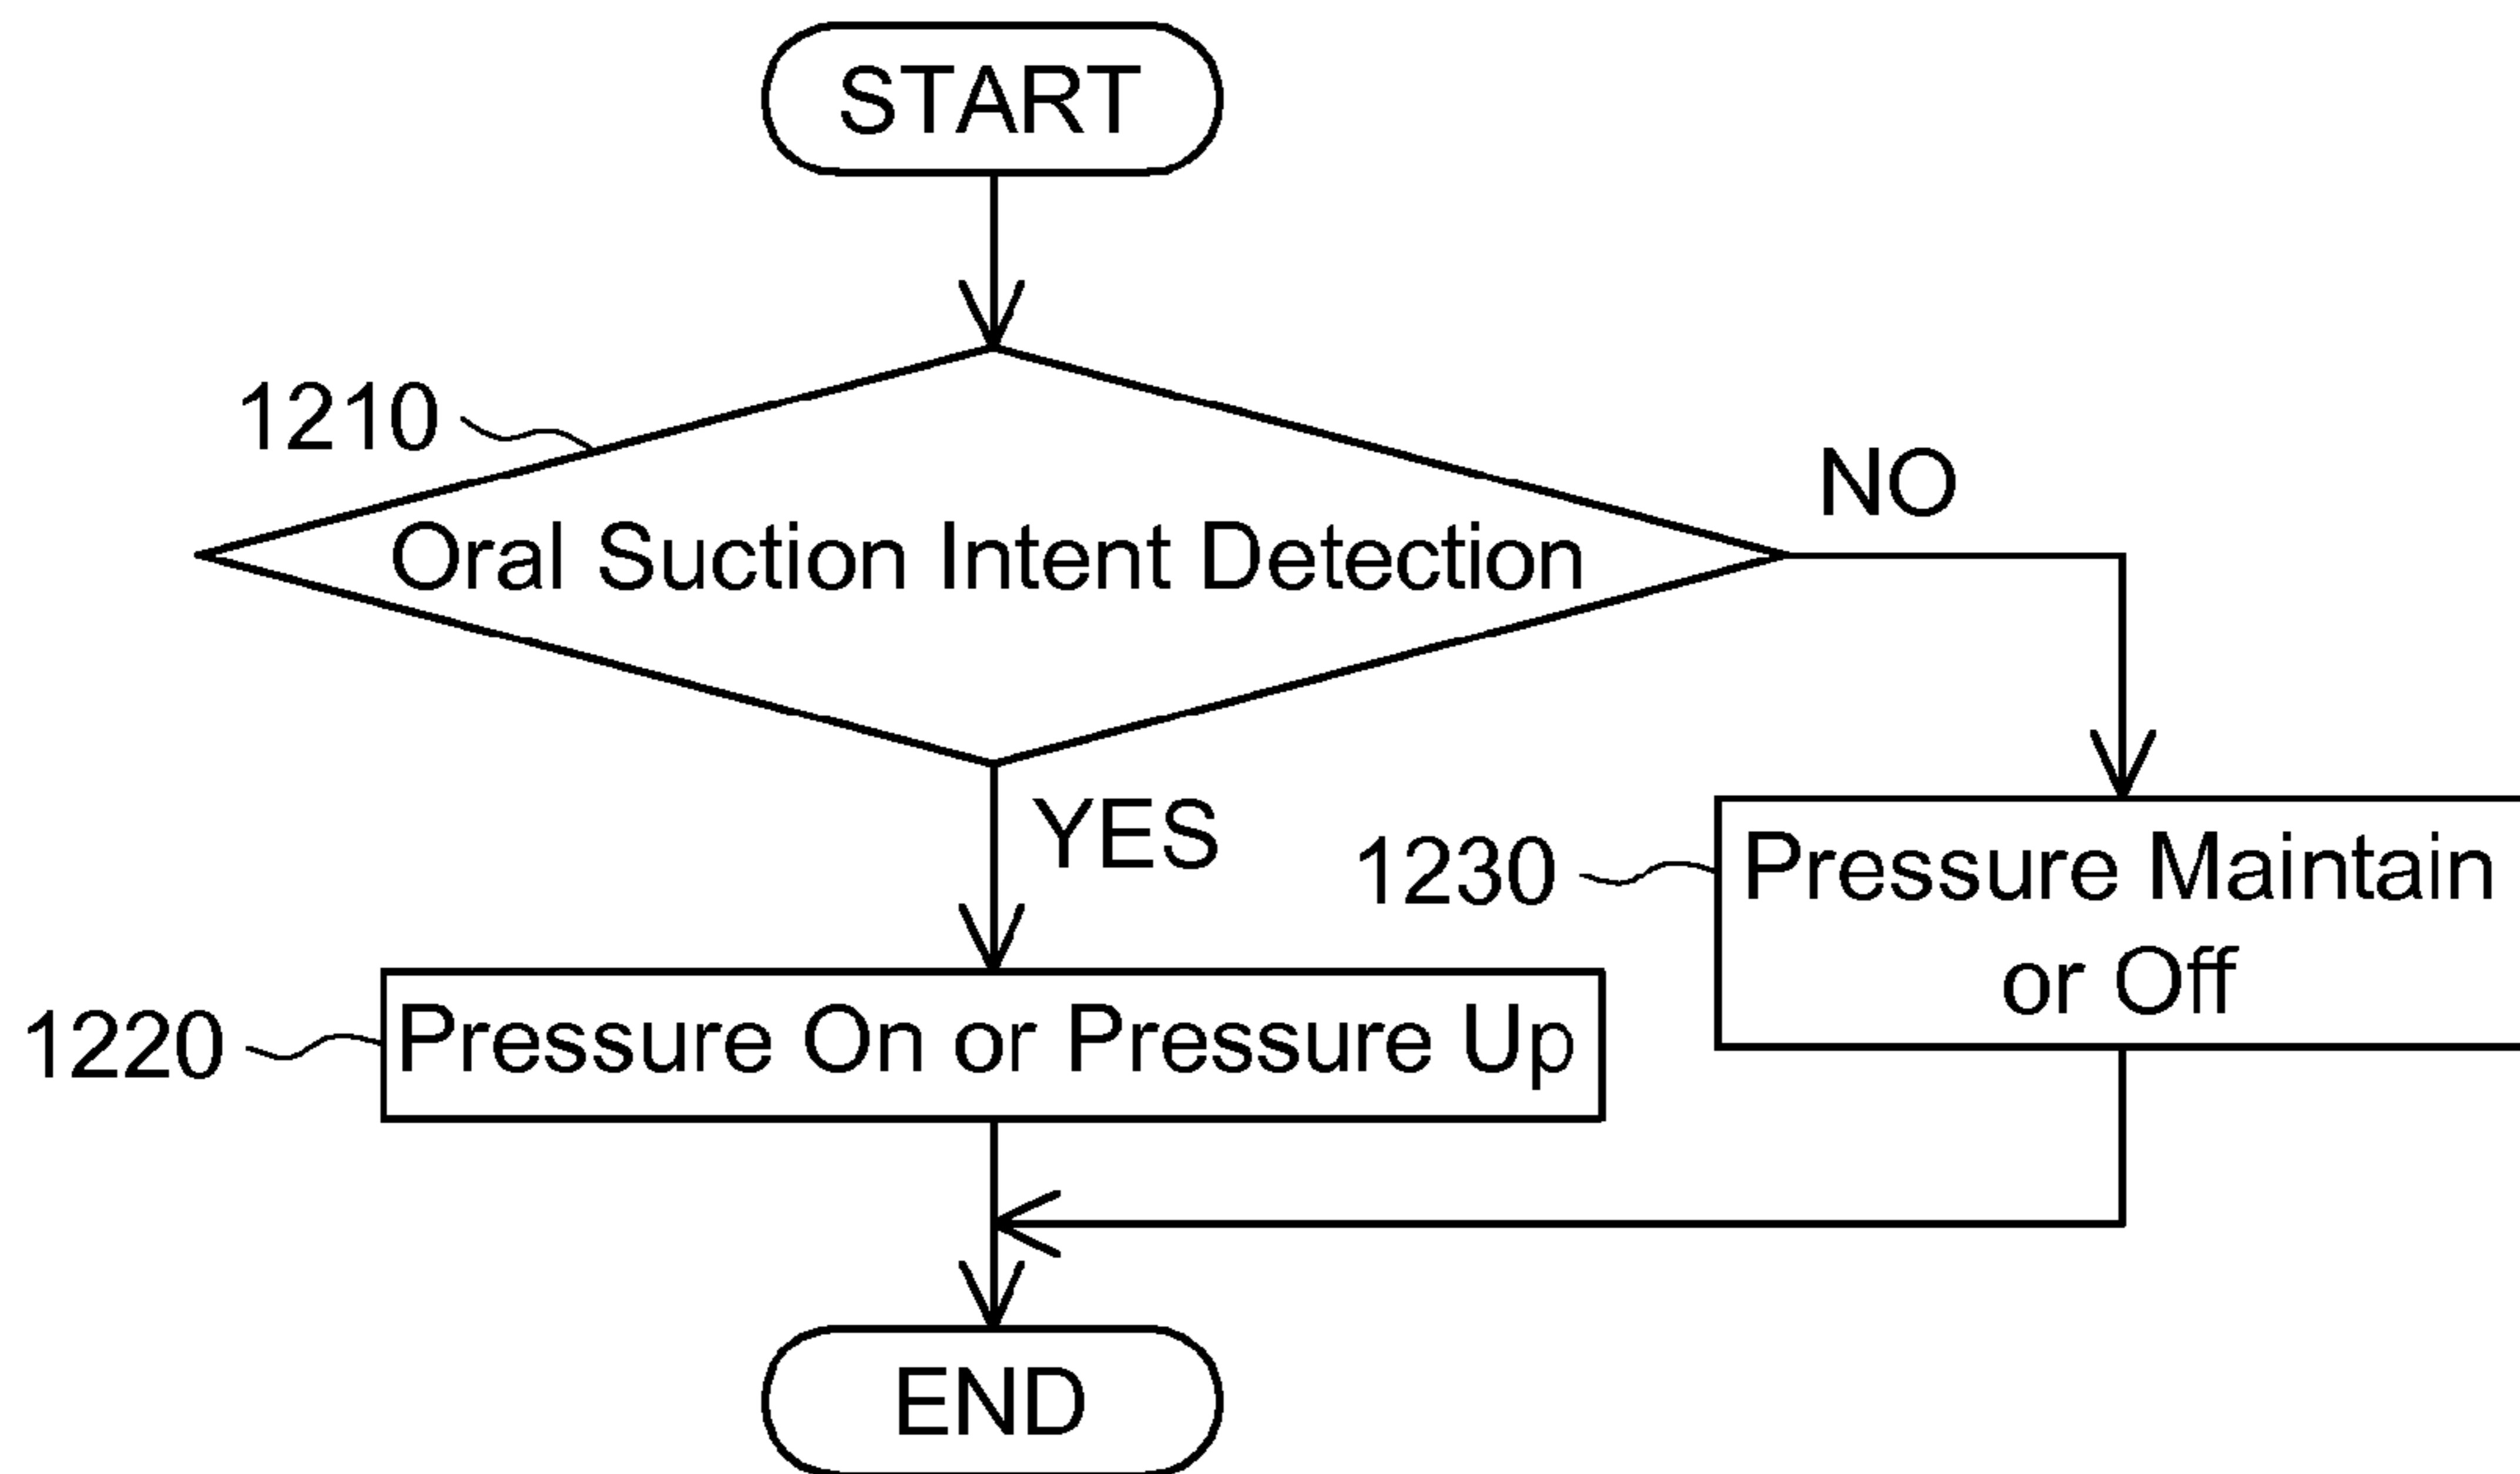 START
1210
Oral Suction Intent Detection
NO
YES
1230
Pressure Maintain
or Off
1220
Pressure On or Pressure Up
END